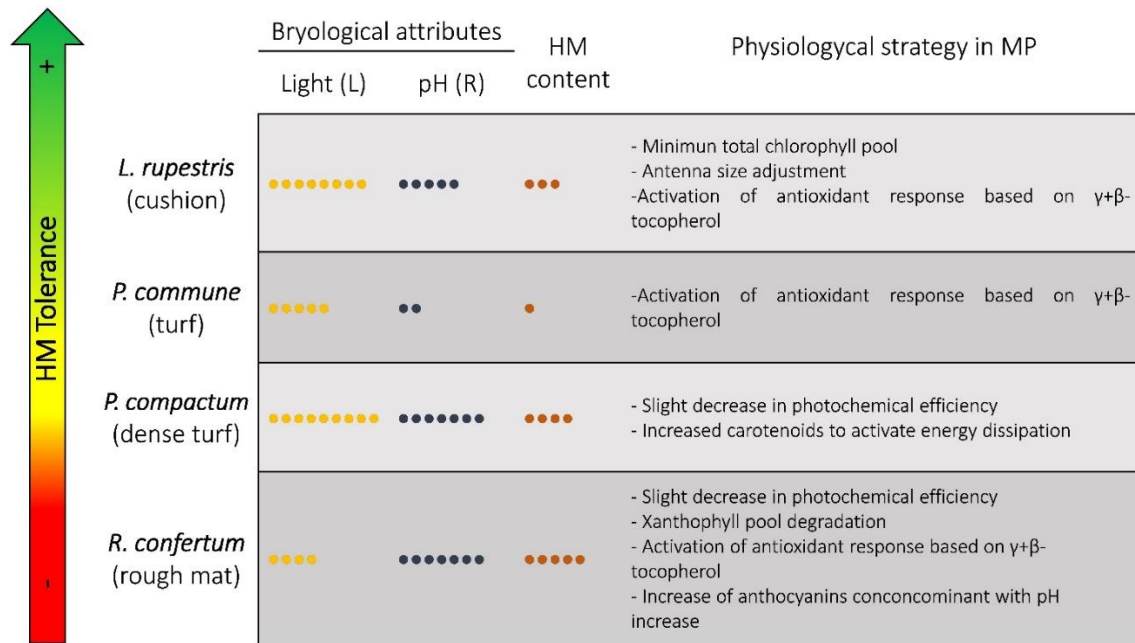 Bryological attributes
HM
content
Physiologycal strategy in MP
Light (L)
pH (R)
+
HM Tolerance
-
L. rupestris
(cushion)
- Minimun total chlorophyll pool
- Antenna size adjustment
-Activation of antioxidant response based on γ+β-
tocopherol
P. commune
(turf)
-Activation of antioxidant response based on γ+β-
tocopherol
P. compactum
(dense turf)
- Slight decrease in photochemical efficiency
- Increased carotenoids to activate energy dissipation
R. confertum
(rough mat)
- Slight decrease in photochemical efficiency
- Xanthophyll pool degradation
- Activation of antioxidant response based on γ+β-
tocopherol
- Increase of anthocyanins conconcominant with pH
increase